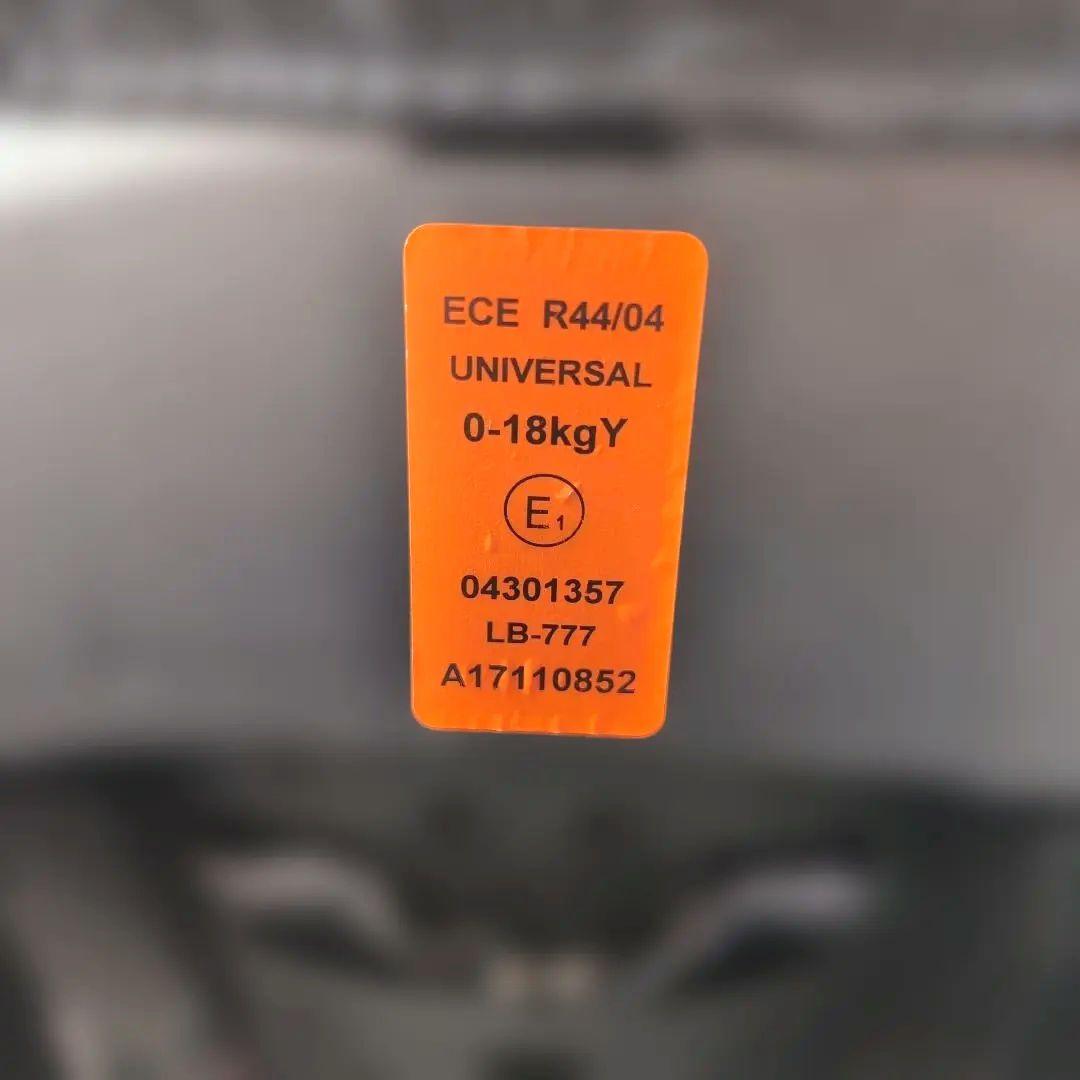 ECE R44/04
UNIVERSAL
0-18kgY
E1
04301357
LB-777
A17110852